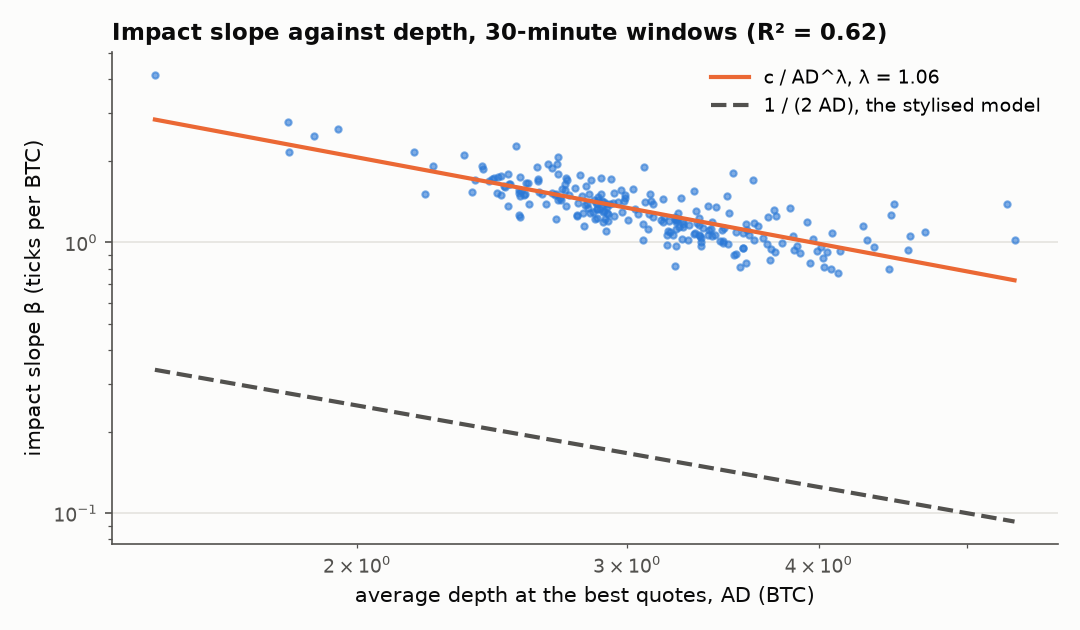 Impact slope against depth, 30-minute windows (R² = 0.62)
c / AD^λ, λ = 1.06
1 / (2 AD), the stylised model
impact slope β (ticks per BTC)
10⁰
10⁻¹
2 × 10⁰
3 × 10⁰
4 × 10⁰
average depth at the best quotes, AD (BTC)